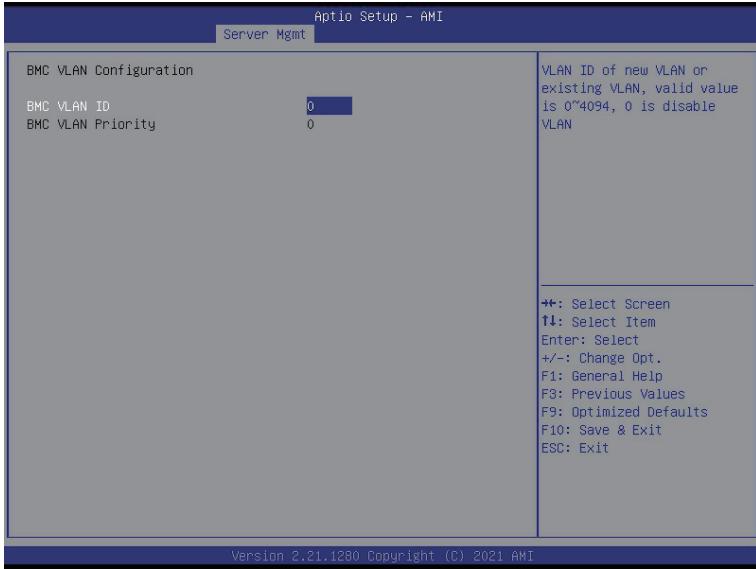 Aptio Setup – AMI
Server Mgmt
BMC VLAN Configuration
BMC VLAN ID 0
BMC VLAN Priority 0
VLAN ID of new VLAN or
existing VLAN, valid value
is 0~4094, 0 is disable
VLAN
→←: Select Screen
↑↓: Select Item
Enter: Select
+/-: Change Opt.
F1: General Help
F3: Previous Values
F9: Optimized Defaults
F10: Save & Exit
ESC: Exit
Version 2.21.1280 Copyright (C) 2021 AMI